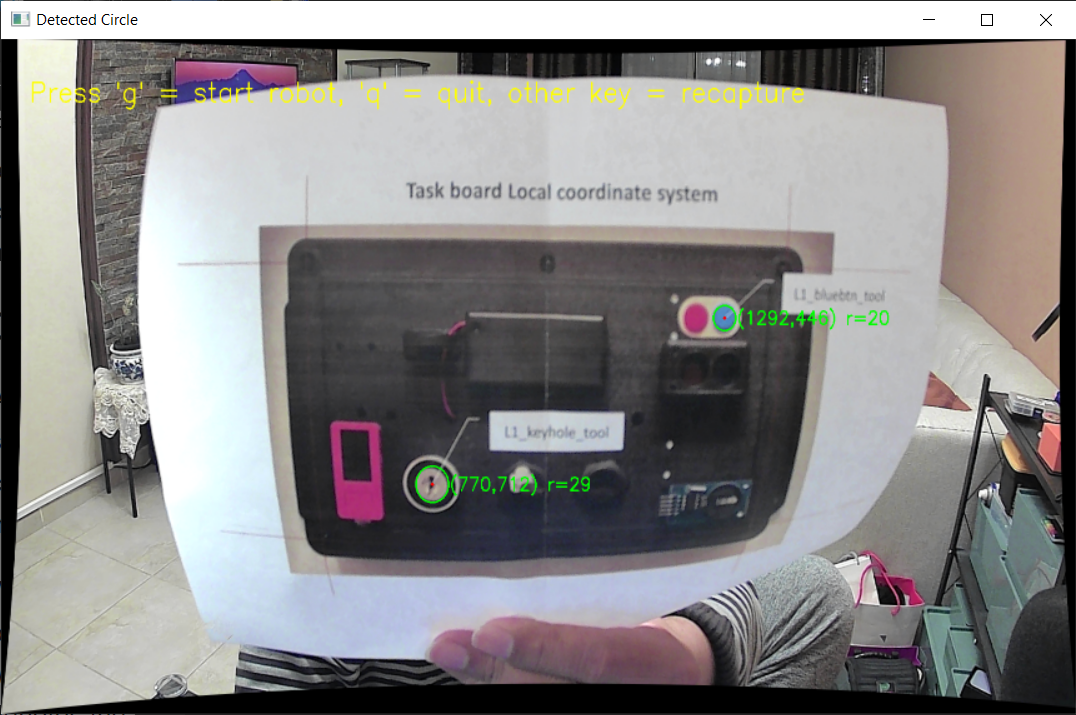 Detected Circle
Press 'g' = start robot, 'q' = quit, other key = recapture
Task board Local coordinate system
L1_bluebtn_tool
(1292,446) r=20
L1_keyhole_tool
(770,712) r=29